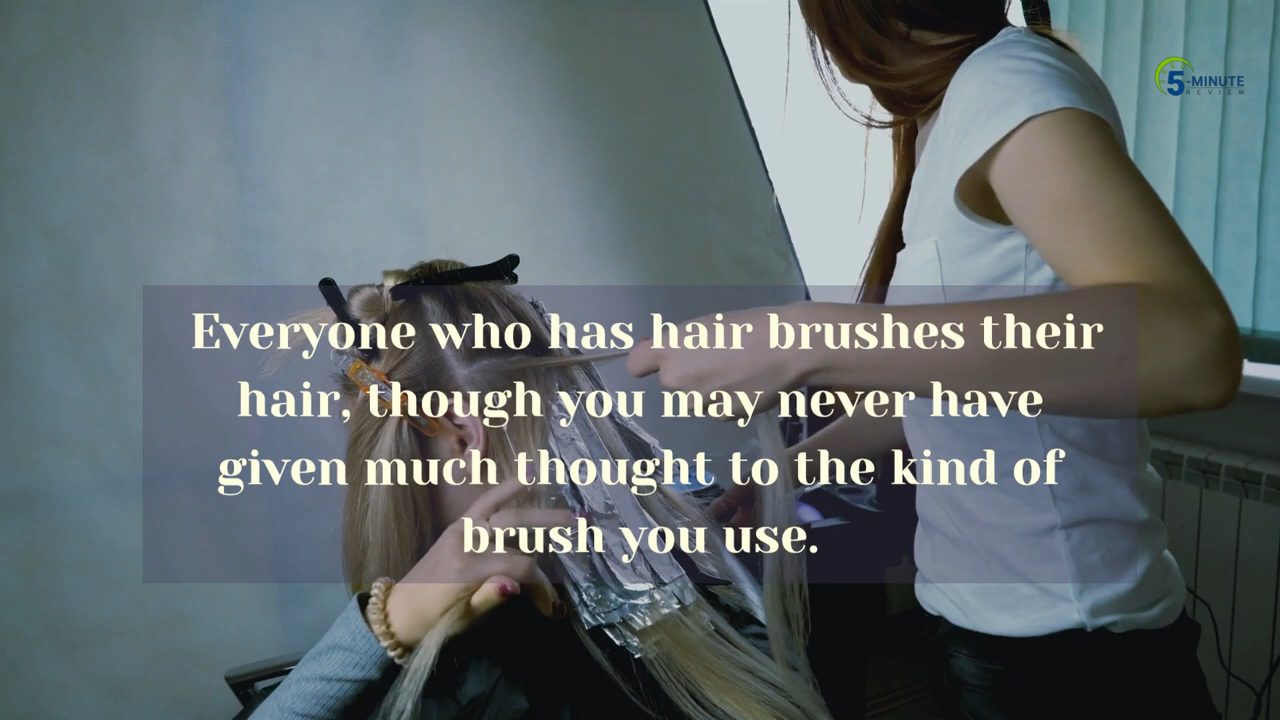 5-MINUTE
REVIEW
Everyone who has hair brushes their
hair, though you may never have
given much thought to the kind of
brush you use.